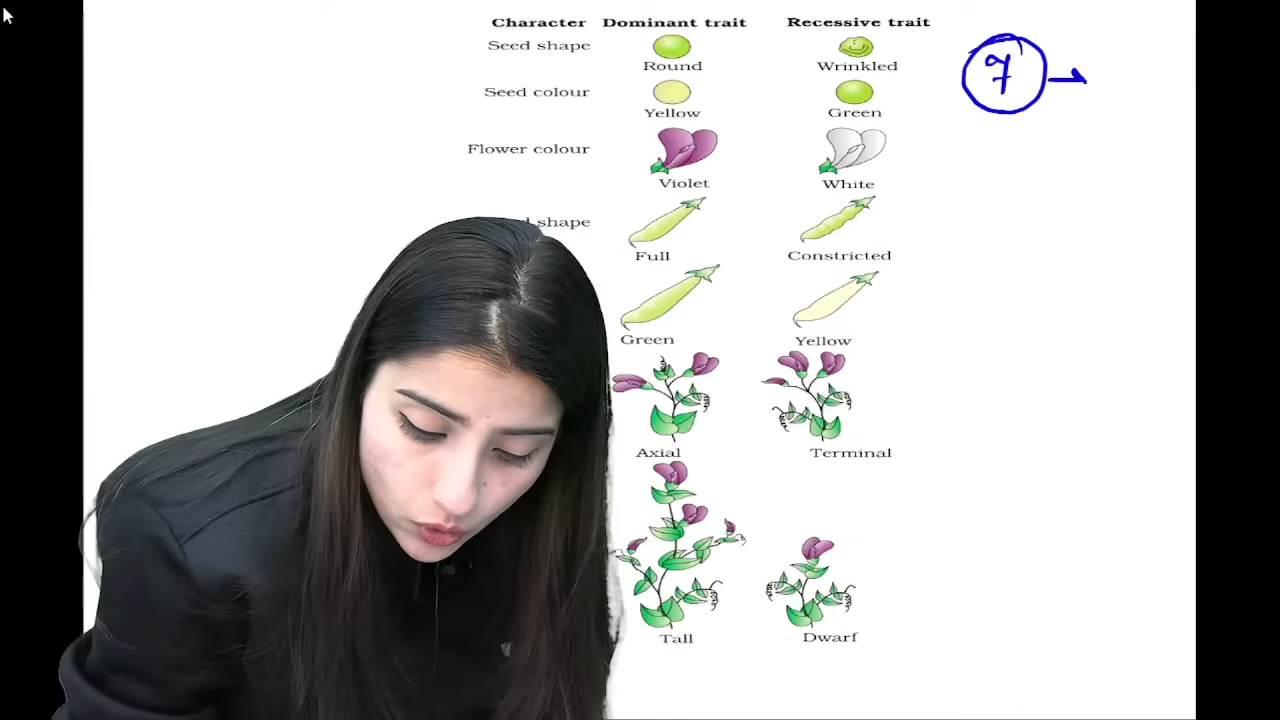 Character Dominant trait Recessive trait
Seed shape
Round Wrinkled
Seed colour
Yellow Green
Flower colour
Violet White
shape
Full Constricted
Green Yellow
Axial Terminal
Tall Dwarf
7 →